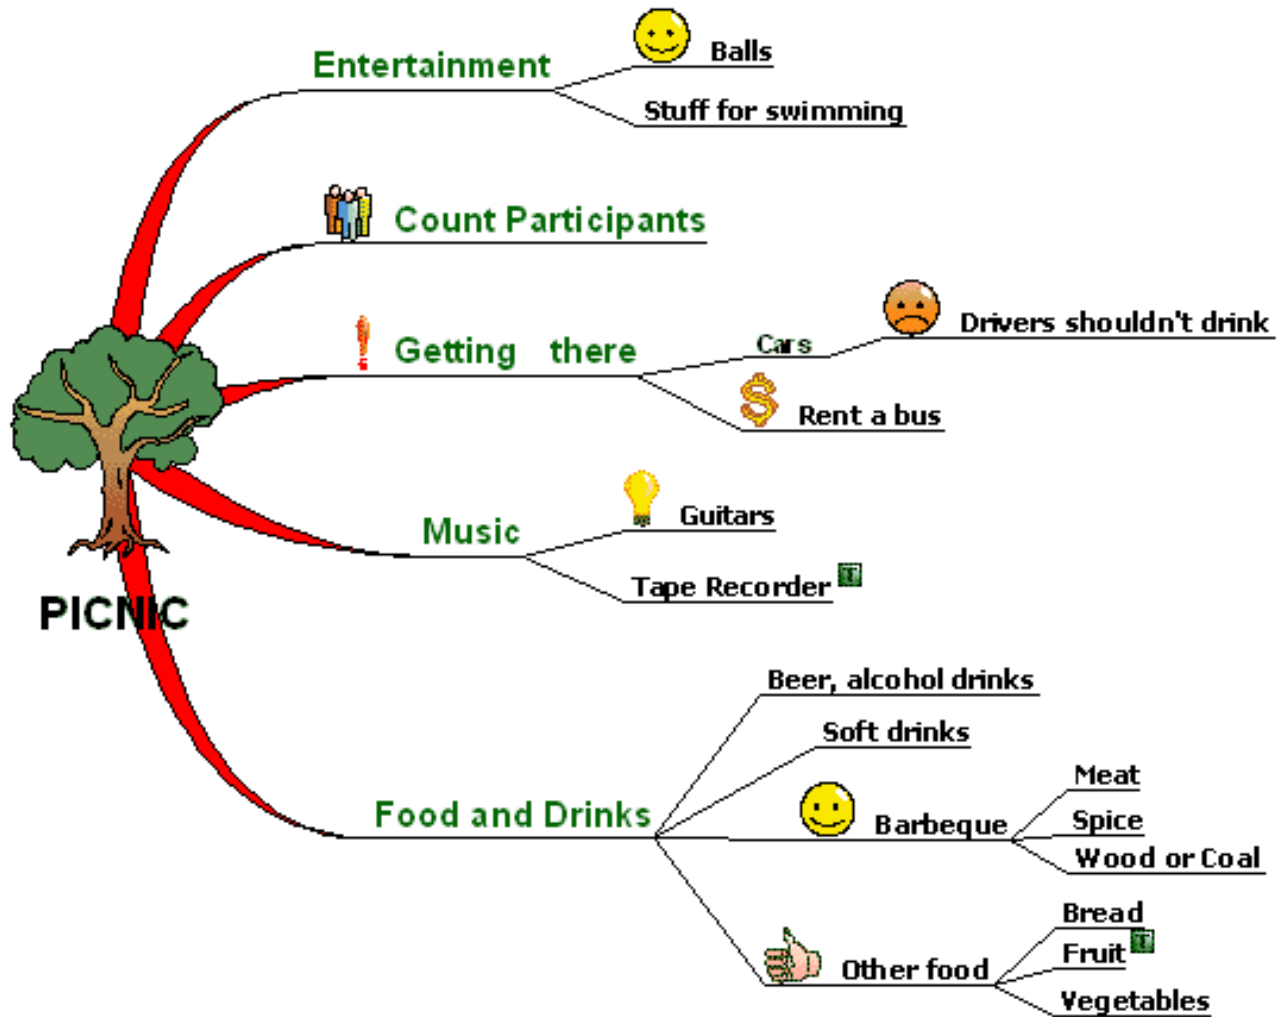 Entertainment
Balls
Stuff for swimming
Count Participants
Getting there
Cars
Drivers shouldn't drink
Rent a bus
Music
Guitars
Tape Recorder T
PICNIC
Food and Drinks
Beer, alcohol drinks
Soft drinks
Barbeque
Meat
Spice
Wood or Coal
Other food
Bread
Fruit T
Vegetables